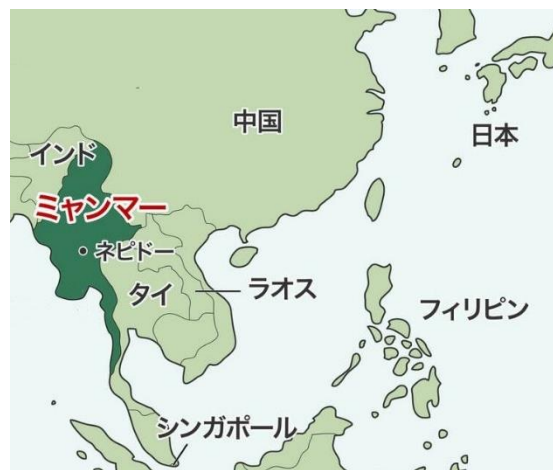 中国
日本
インド
ミャンマー
ネピドー
タイ
ラオス
フィリピン
シンガポール